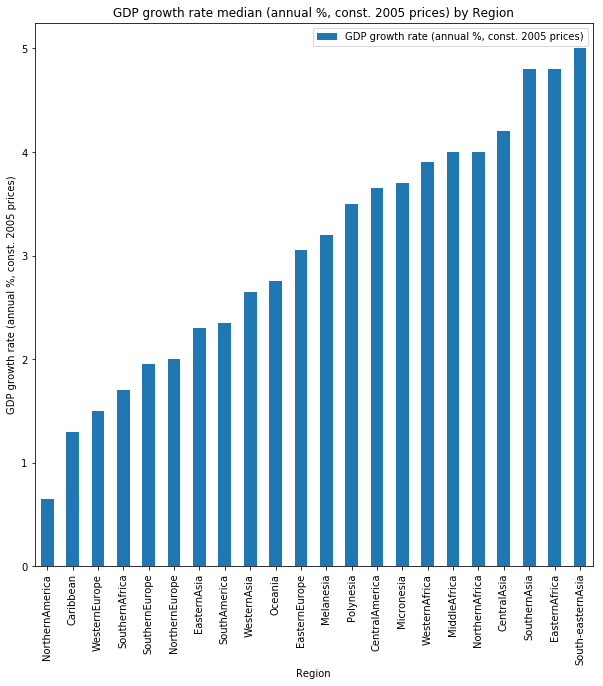 GDP growth rate median (annual %, const. 2005 prices) by Region
GDP growth rate (annual %, const. 2005 prices)
GDP growth rate (annual %, const. 2005 prices)
5
4
3
2
1
0
NorthernAmerica
Caribbean
WesternEurope
SouthernAfrica
SouthernEurope
NorthernEurope
EasternAsia
SouthAmerica
WesternAsia
Oceania
EasternEurope
Melanesia
Polynesia
CentralAmerica
Micronesia
WesternAfrica
MiddleAfrica
NorthernAfrica
CentralAsia
SouthernAsia
EasternAfrica
South-easternAsia
Region